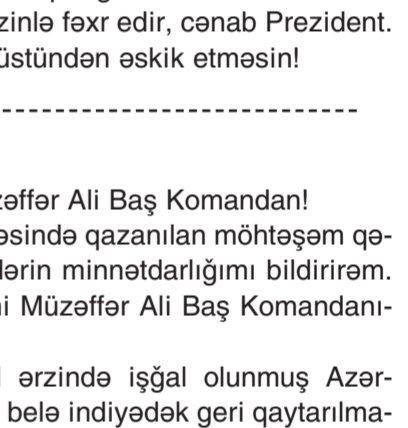 zinlə fəxr edir, cənab Prezident.
üstündən əskik etməsin!
----------------------------
zəffər Ali Baş Komandan!
əsində qazanılan möhtəşəm qə-
lərin minnətdarlığımı bildirirəm.
i Müzəffər Ali Baş Komandanı-
ərzində işğal olunmuş Azər-
belə indiyədək geri qaytarılma-